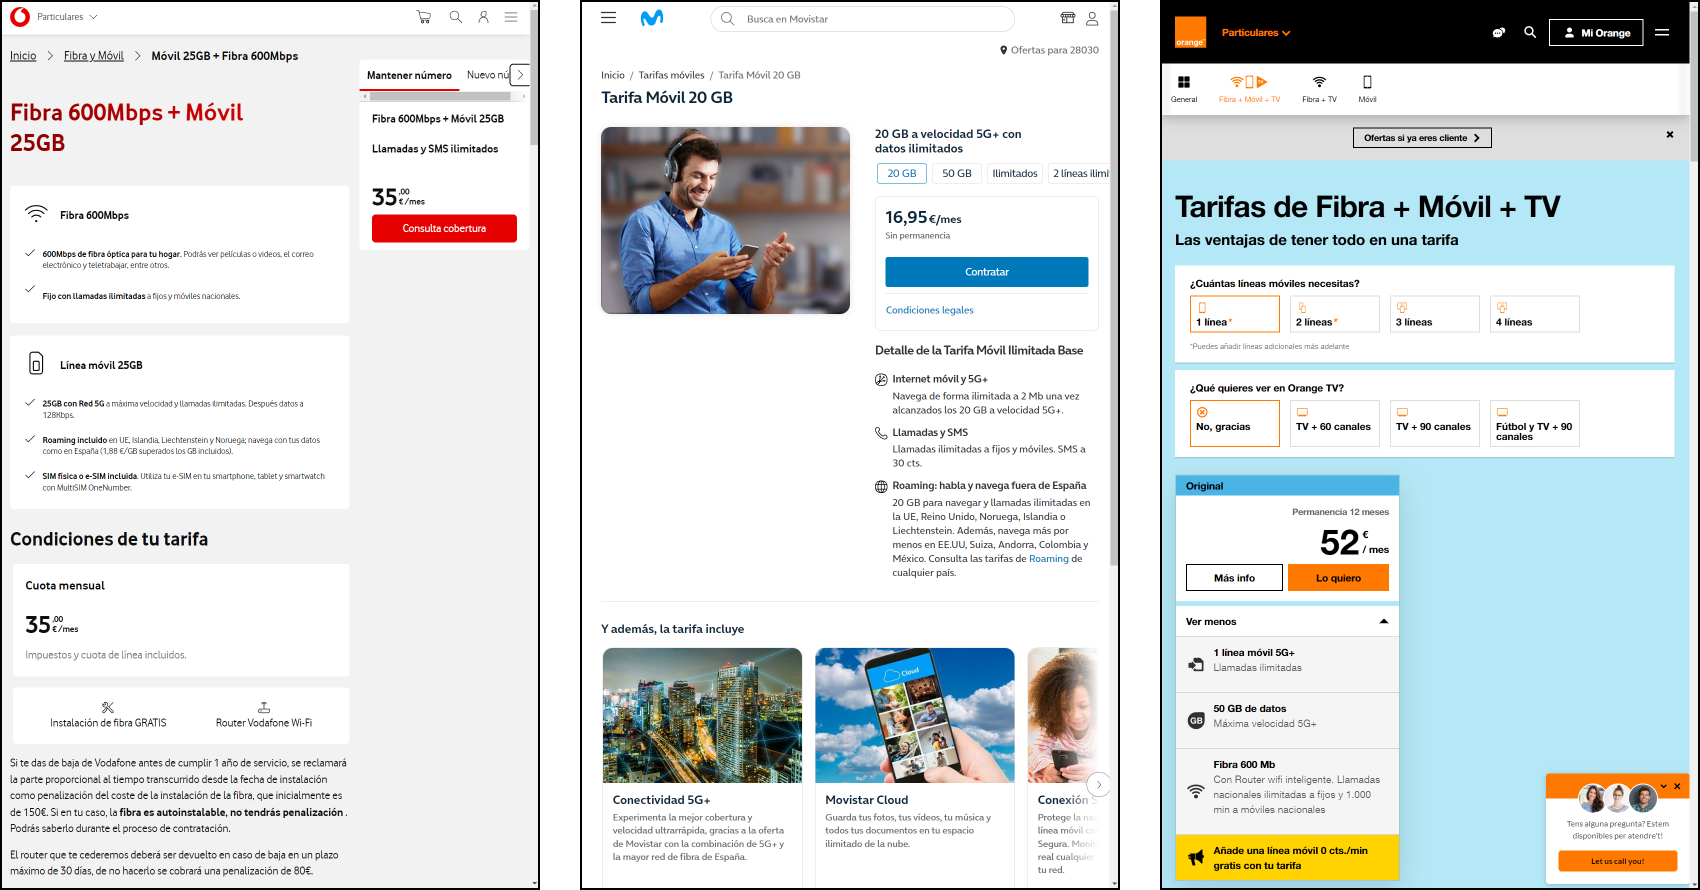 Particulares
Inicio > Fibra y Móvil > Móvil 25GB + Fibra 600Mbps
Fibra 600Mbps + Móvil
25GB
Fibra 600Mbps
600Mbps de fibra óptica para tu hogar. Podrás ver películas o videos, el correo
electrónico y teletrabajar, entre otros.
Fijo con llamadas ilimitadas a fijos y móviles nacionales.
Línea móvil 25GB
25GB con Red 5G a máxima velocidad y llamadas ilimitadas. Después datos a
128Kbps.
Roaming incluido en UE, Islandia, Liechtenstein y Noruega; navega con tus datos
como en España (1,88 €/GB superados los GB incluidos).
SIM física o e-SIM incluida. Utiliza tu e-SIM en tu smartphone, tablet y smartwatch
con MultiSIM OneNumber.
Condiciones de tu tarifa
Cuota mensual
35,00 €/mes
Impuestos y cuota de línea incluidos.
Instalación de fibra GRATIS
Router Vodafone Wi-Fi
Si te das de baja de Vodafone antes de cumplir 1 año de servicio, se reclamará
la parte proporcional al tiempo transcurrido desde la fecha de instalación
como penalización del coste de la instalación de la fibra, que inicialmente es
de 150€. Si en tu caso, la fibra es autoinstalable, no tendrás penalización .
Podrás saberlo durante el proceso de contratación.
El router que te cederemos deberá ser devuelto en caso de baja en un plazo
máximo de 30 días, de no hacerlo se cobrará una penalización de 80€.
Mantener número
Nuevo nú
Fibra 600Mbps + Móvil 25GB
Llamadas y SMS ilimitados
35,00 €/mes
Consulta cobertura
Busca en Movistar
Ofertas para 28030
Inicio / Tarifas móviles / Tarifa Móvil 20 GB
Tarifa Móvil 20 GB
20 GB a velocidad 5G+ con
datos ilimitados
20 GB
50 GB
Ilimitados
2 líneas ilimi
16,95 €/mes
Sin permanencia
Contratar
Condiciones legales
Detalle de la Tarifa Móvil Ilimitada Base
Internet móvil y 5G+
Navega de forma ilimitada a 2 Mb una vez
alcanzados los 20 GB a velocidad 5G+.
Llamadas y SMS
Llamadas ilimitadas a fijos y móviles. SMS a
30 cts.
Roaming: habla y navega fuera de España
20 GB para navegar y llamadas ilimitadas en
la UE, Reino Unido, Noruega, Islandia o
Liechtenstein. Además, navega más por
menos en EE.UU, Suiza, Andorra, Colombia y
México. Consulta las tarifas de Roaming de
cualquier país.
Y además, la tarifa incluye
Cloud
Conectividad 5G+
Experimenta la mejor cobertura y
velocidad ultrarrápida, gracias a la oferta
de Movistar con la combinación de 5G+ y
la mayor red de fibra de España.
Movistar Cloud
Guarda tus fotos, tus vídeos, tu música y
todos tus documentos en tu espacio
ilimitado de la nube.
Conexión S
Protege la nav
línea móvil co
Segura. Moni
real cualquier
tu red.
orange
Particulares
Mi Orange
General
Fibra + Móvil + TV
Fibra + TV
Móvil
Ofertas si ya eres cliente
Tarifas de Fibra + Móvil + TV
Las ventajas de tener todo en una tarifa
¿Cuántas líneas móviles necesitas?
1 línea*
2 líneas*
3 líneas
4 líneas
*Puedes añadir líneas adicionales más adelante
¿Qué quieres ver en Orange TV?
No, gracias
TV + 60 canales
TV + 90 canales
Fútbol y TV + 90
canales
Original
Permanencia 12 meses
52 € / mes
Más info
Lo quiero
Ver menos
1 línea móvil 5G+
Llamadas ilimitadas
GB
50 GB de datos
Máxima velocidad 5G+
Fibra 600 Mb
Con Router wifi inteligente. Llamadas
nacionales ilimitadas a fijos y 1.000
min a móviles nacionales
Añade una línea móvil 0 cts./min
gratis con tu tarifa
Tens alguna pregunta? Estem
disponibles per atendre't!
Let us call you!